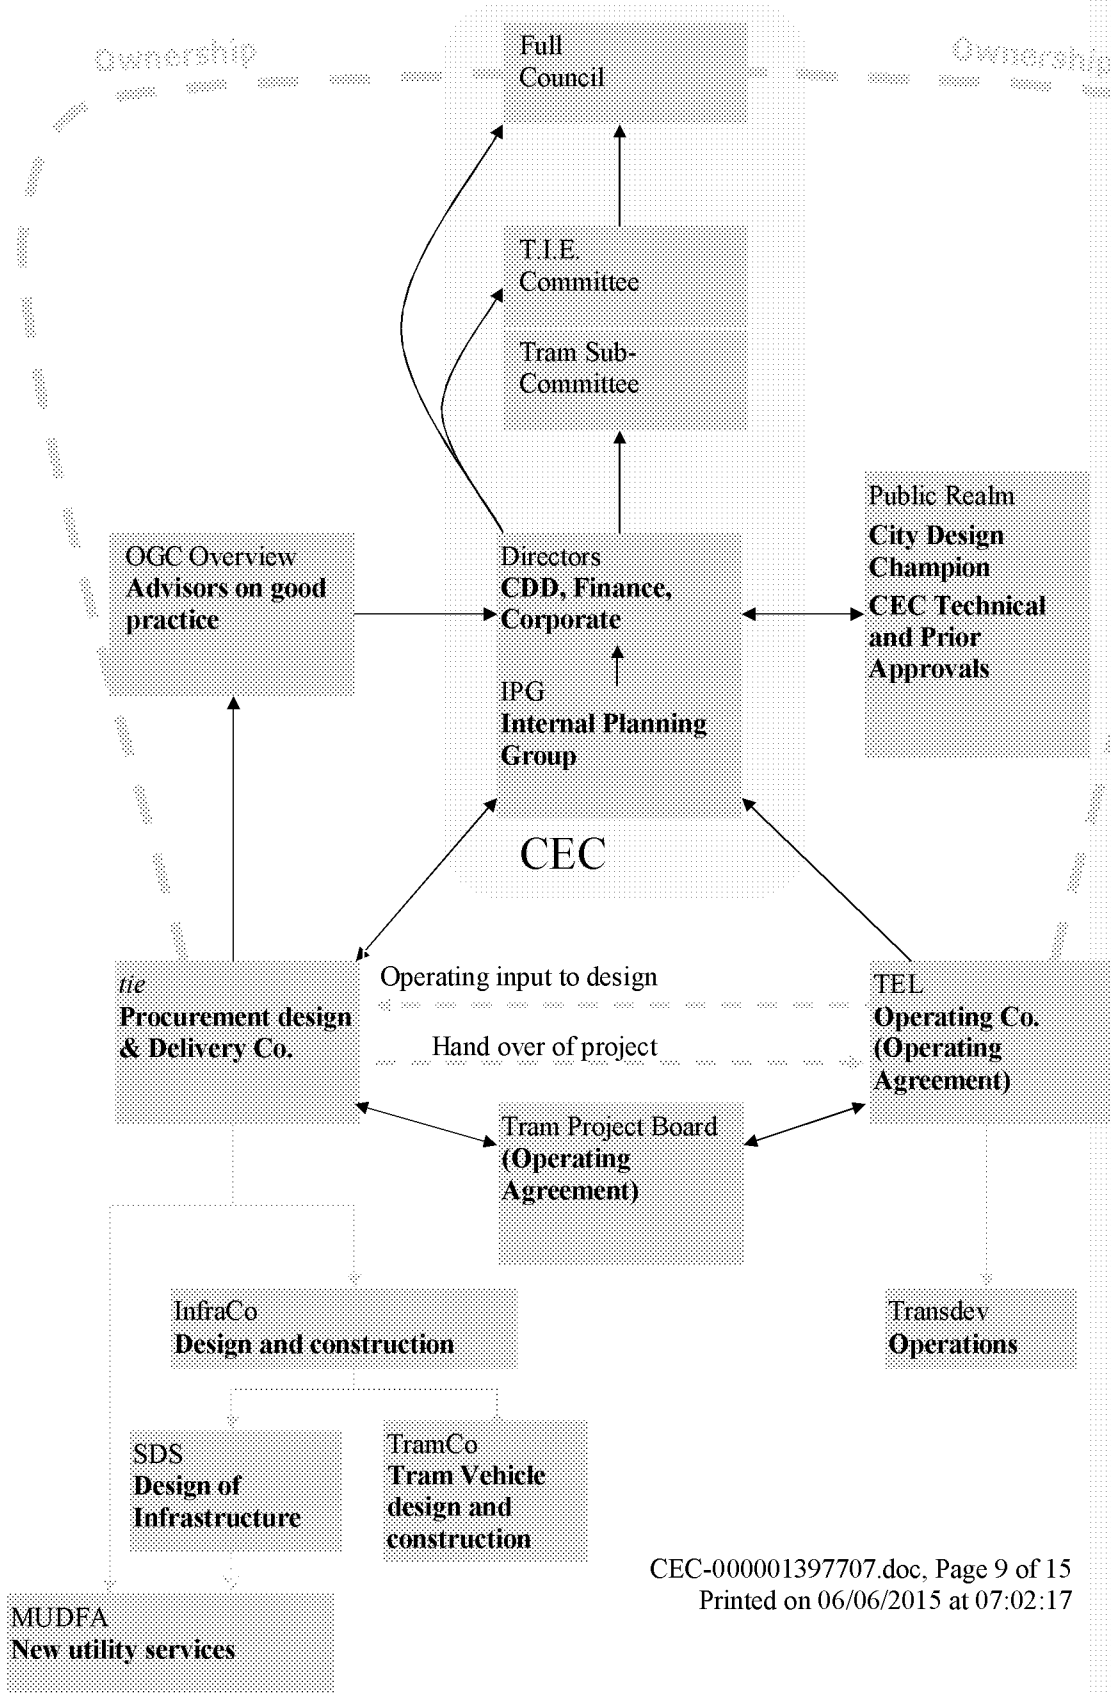 Ownership
Ownership
Full
Council
T.I.E.
Committee
Tram Sub-
Committee
Public Realm
City Design
Champion
CEC Technical
and Prior
Approvals
OGC Overview
Advisors on good
practice
Directors
CDD, Finance,
Corporate
IPG
Internal Planning
Group
CEC
tie
Procurement design
& Delivery Co.
Operating input to design
Hand over of project
TEL
Operating Co.
(Operating
Agreement)
Tram Project Board
(Operating
Agreement)
InfraCo
Design and construction
Transdev
Operations
SDS
Design of
Infrastructure
TramCo
Tram Vehicle
design and
construction
MUDFA
New utility services
CEC-000001397707.doc, Page 9 of 15
Printed on 06/06/2015 at 07:02:17